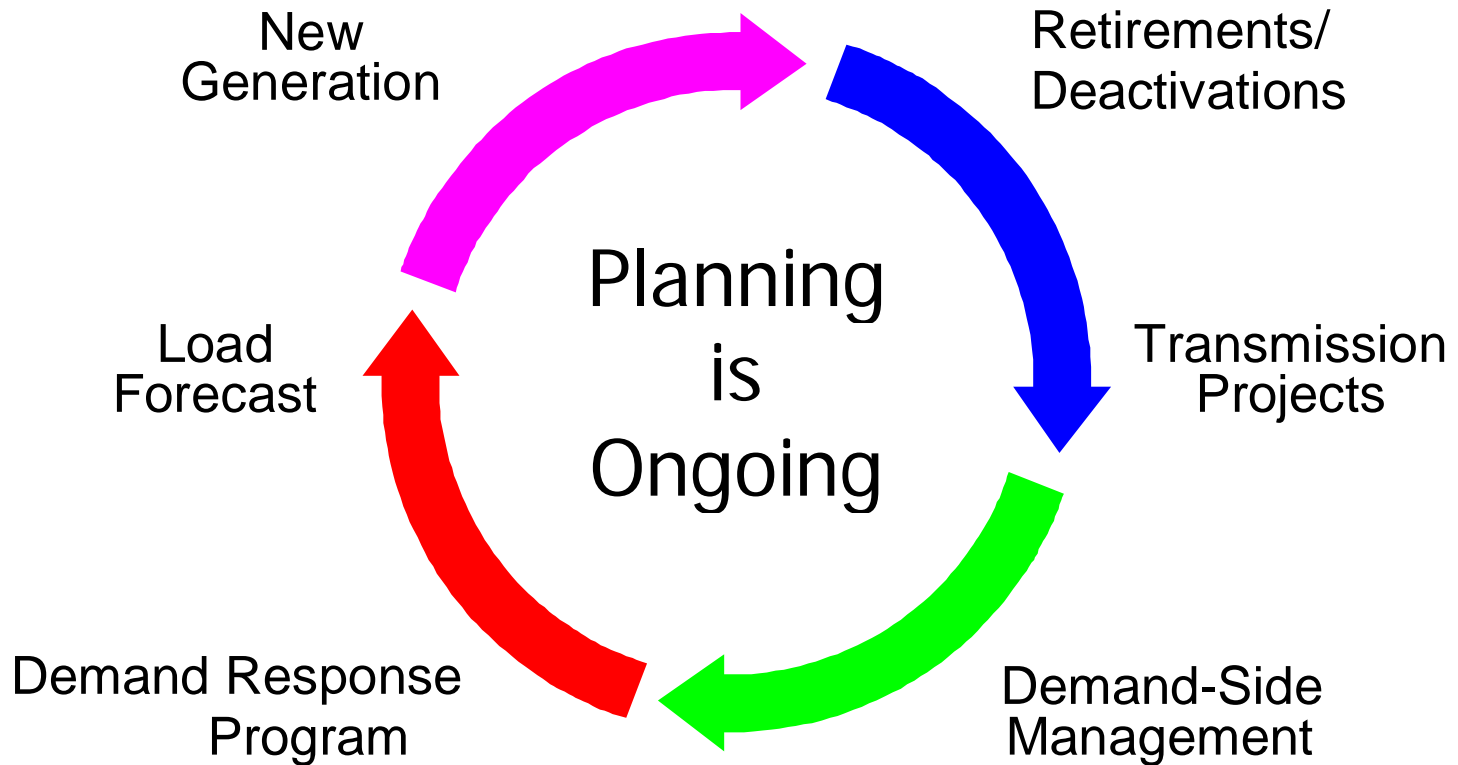 New
Generation
Retirements/
Deactivations
Planning
is
Ongoing
Load
Forecast
Transmission
Projects
Demand Response
Program
Demand-Side
Management